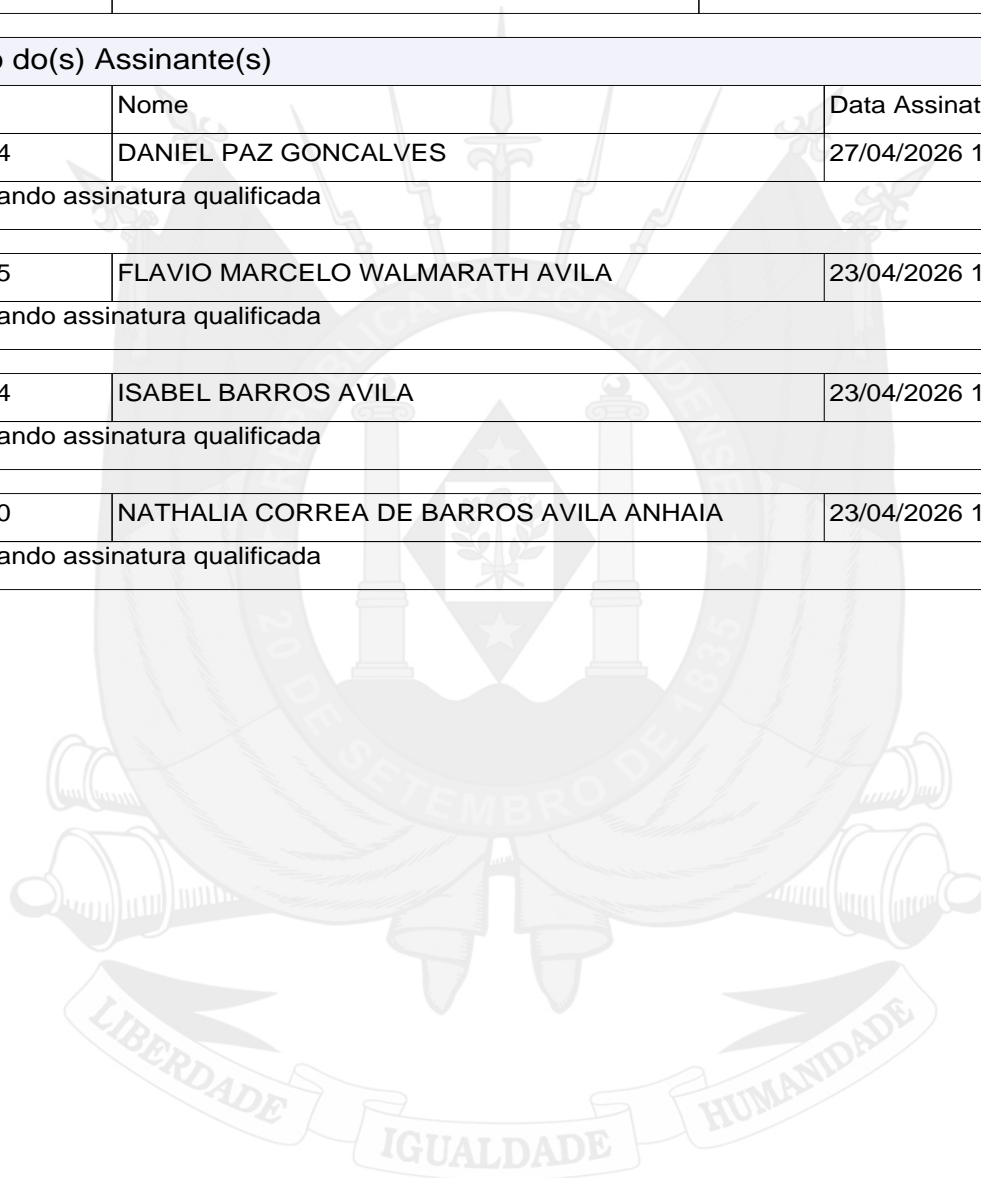 o do(s) Assinante(s)
Nome Data Assinat
4 DANIEL PAZ GONCALVES 27/04/2026 1
ando assinatura qualificada
5 FLAVIO MARCELO WALMARATH AVILA 23/04/2026 1
ando assinatura qualificada
4 ISABEL BARROS AVILA 23/04/2026 1
ando assinatura qualificada
0 NATHALIA CORREA DE BARROS AVILA ANHAIA 23/04/2026 1
ando assinatura qualificada
REPÚBLICA RIO-GRANDENSE
20 DE SETEMBRO DE 1835
LIBERDADE IGUALDADE HUMANIDADE